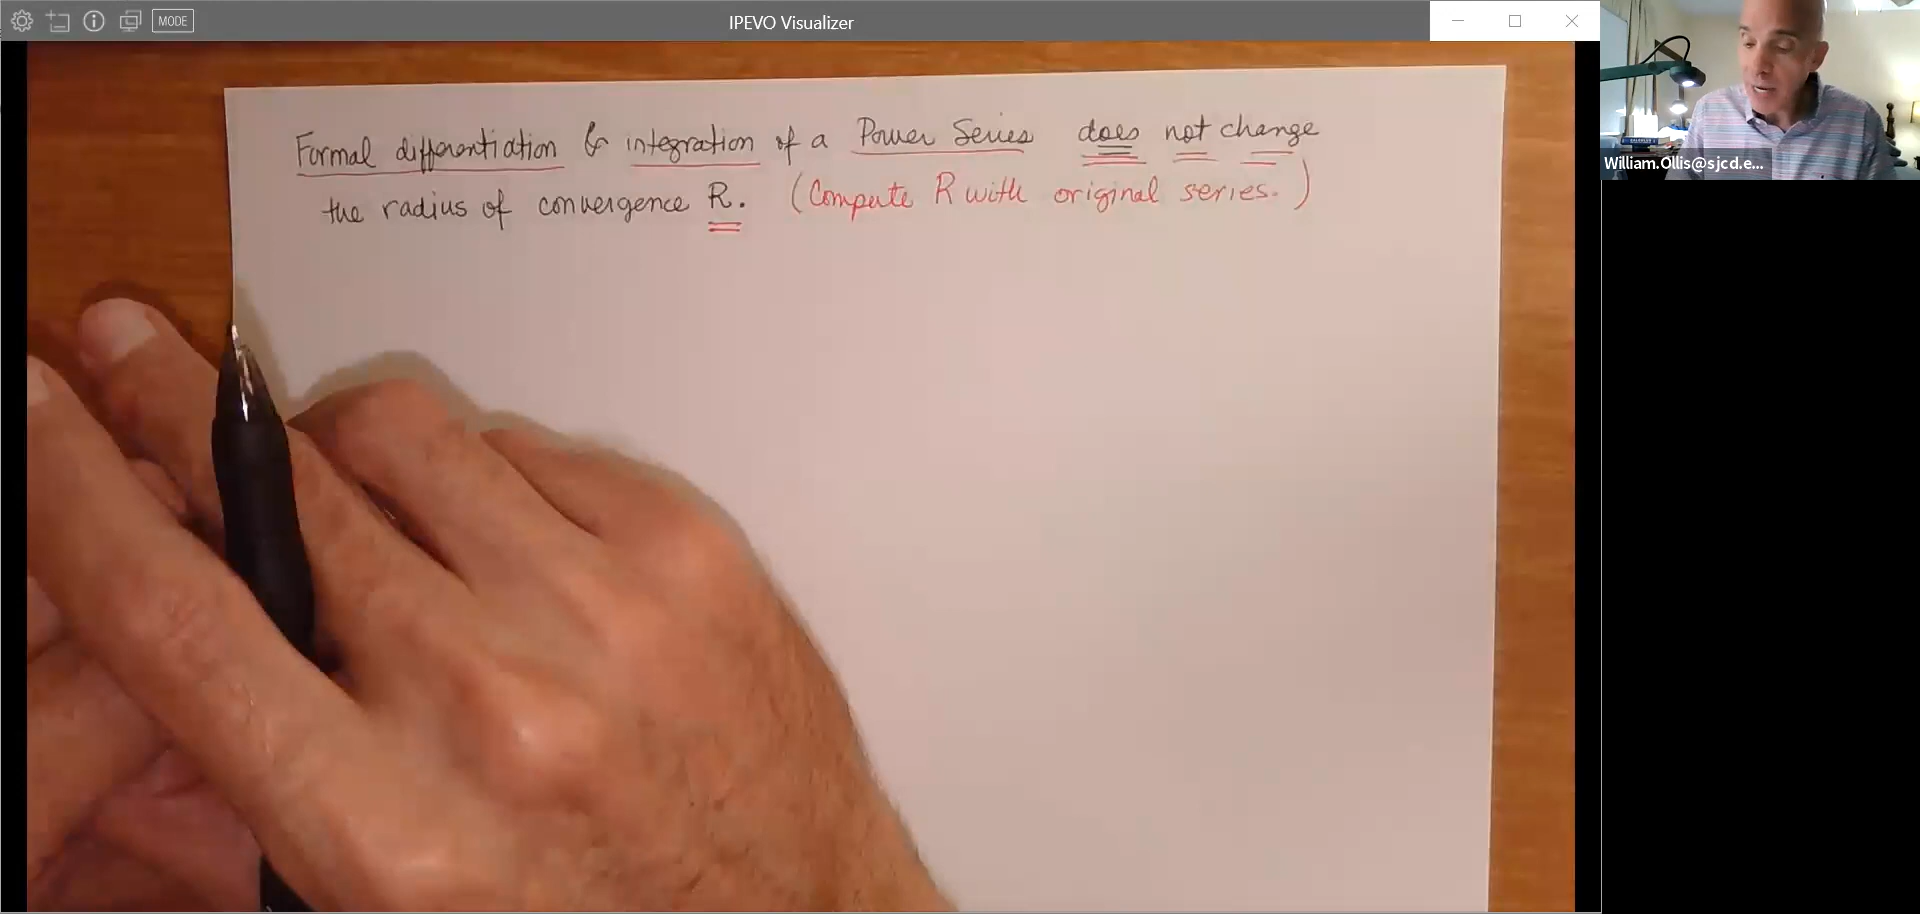 MODE
IPEVO Visualizer
Formal differentiation & integration of a Power Series does not change
the radius of convergence R. (Compute R with original series.)
William.Ollis@sjcd.e...